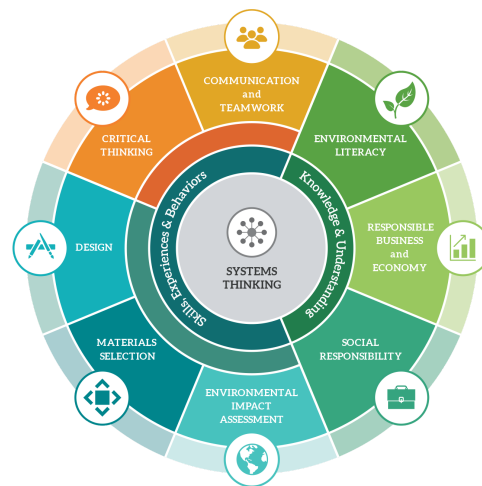 COMMUNICATION
and
TEAMWORK
CRITICAL
THINKING
ENVIRONMENTAL
LITERACY
Skills, Experiences & Behaviors
Knowledge & Understanding
DESIGN
RESPONSIBLE
BUSINESS
and
ECONOMY
SYSTEMS
THINKING
MATERIALS
SELECTION
SOCIAL
RESPONSIBILITY
ENVIRONMENTAL
IMPACT
ASSESSMENT